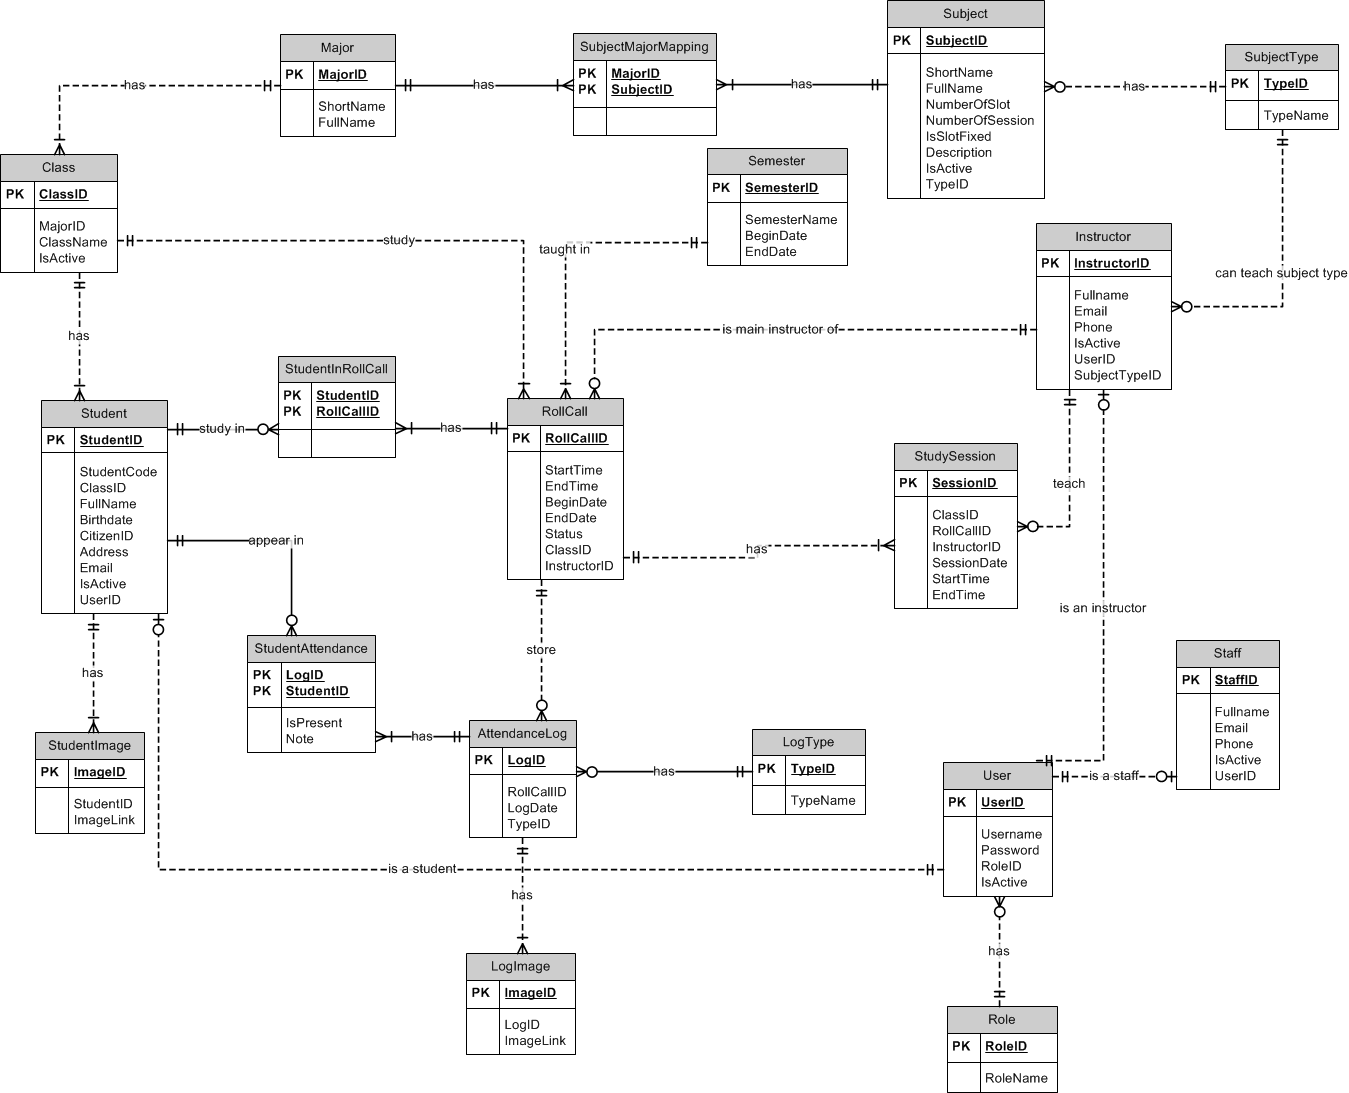 Major
PK MajorID
ShortName
FullName
has
has
SubjectMajorMapping
PK MajorID
PK SubjectID
has
Subject
PK SubjectID
ShortName
FullName
NumberOfSlot
NumberOfSession
IsSlotFixed
Description
IsActive
TypeID
has
SubjectType
PK TypeID
TypeName
can teach subject type
Class
PK ClassID
MajorID
ClassName
IsActive
study
has
Semester
PK SemesterID
SemesterName
BeginDate
EndDate
taught in
Instructor
PK InstructorID
Fullname
Email
Phone
IsActive
UserID
SubjectTypeID
is main instructor of
teach
is an instructor
StudentInRollCall
PK StudentID
PK RollCallID
study in
has
Student
PK StudentID
StudentCode
ClassID
FullName
Birthdate
CitizenID
Address
Email
IsActive
UserID
appear in
has
RollCall
PK RollCallID
StartTime
EndTime
BeginDate
EndDate
Status
ClassID
InstructorID
has
store
StudySession
PK SessionID
ClassID
RollCallID
InstructorID
SessionDate
StartTime
EndTime
StudentAttendance
PK LogID
PK StudentID
IsPresent
Note
has
StudentImage
PK ImageID
StudentID
ImageLink
AttendanceLog
PK LogID
RollCallID
LogDate
TypeID
has
LogType
PK TypeID
TypeName
Staff
PK StaffID
Fullname
Email
Phone
IsActive
UserID
is a staff
User
PK UserID
Username
Password
RoleID
IsActive
is a student
has
has
LogImage
PK ImageID
LogID
ImageLink
Role
PK RoleID
RoleName